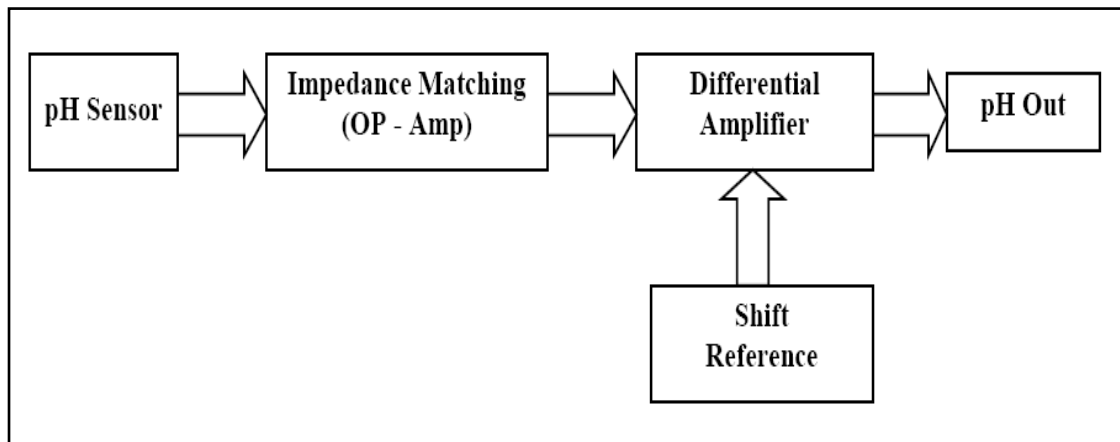 pH Sensor
Impedance Matching
(OP - Amp)
Differential
Amplifier
pH Out
Shift
Reference